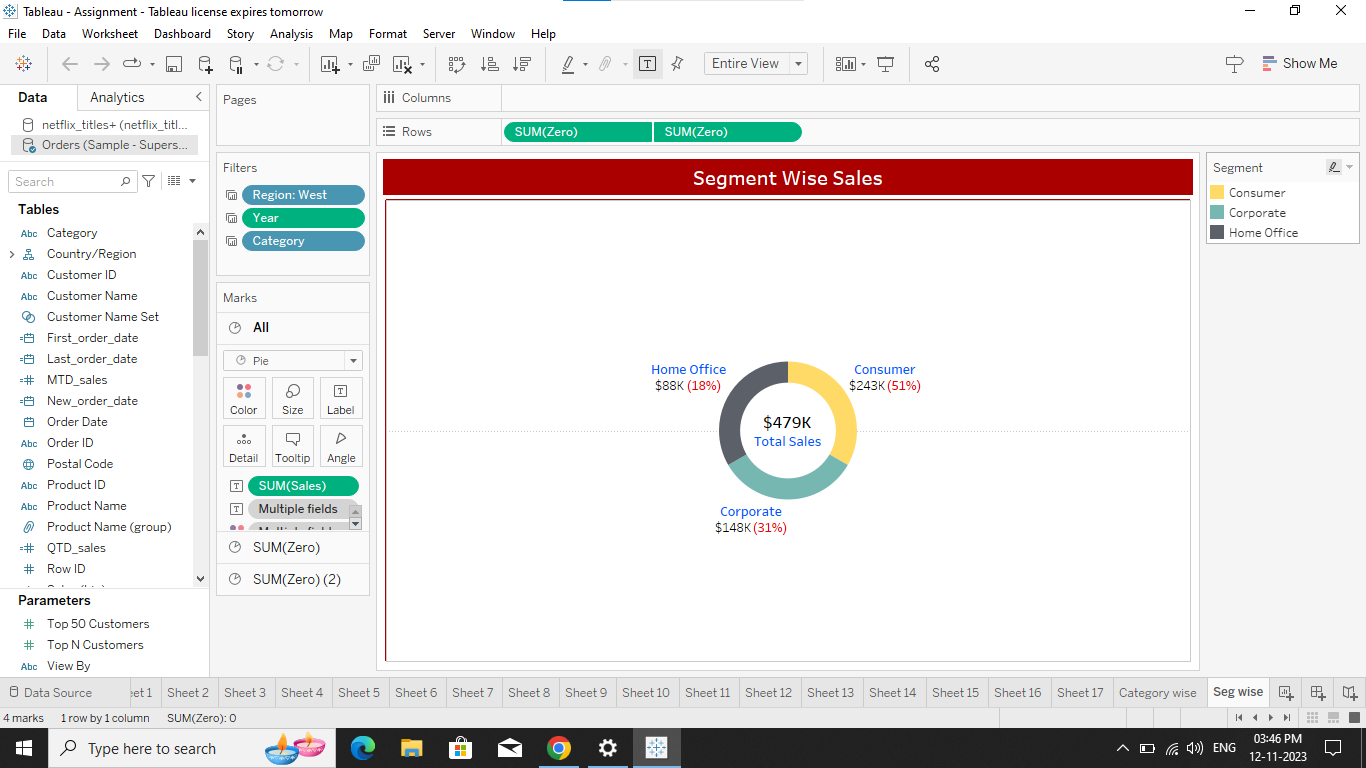 Tableau - Assignment - Tableau license expires tomorrow
File Data Worksheet Dashboard Story Analysis Map Format Server Window Help
Entire View
Show Me
Data Analytics
netflix_titles+ (netflix_titl...
Orders (Sample - Supers...
Search
Tables
Abc Category
Country/Region
Abc Customer ID
Abc Customer Name
Customer Name Set
First_order_date
Last_order_date
MTD_sales
New_order_date
Order Date
Abc Order ID
Postal Code
Abc Product ID
Abc Product Name
Product Name (group)
QTD_sales
Row ID
Parameters
Top 50 Customers
Top N Customers
Abc View By
Pages
Filters
Region: West
Year
Category
Marks
All
Pie
Color Size Label
Detail Tooltip Angle
SUM(Sales)
Multiple fields
SUM(Zero)
SUM(Zero) (2)
Columns
Rows SUM(Zero) SUM(Zero)
Segment Wise Sales
Home Office
$88K (18%)
Consumer
$243K (51%)
$479K
Total Sales
Corporate
$148K (31%)
Segment
Consumer
Corporate
Home Office
Data Source et 1 Sheet 2 Sheet 3 Sheet 4 Sheet 5 Sheet 6 Sheet 7 Sheet 8 Sheet 9 Sheet 10 Sheet 11 Sheet 12 Sheet 13 Sheet 14 Sheet 15 Sheet 16 Sheet 17 Category wise Seg wise
4 marks 1 row by 1 column SUM(Zero): 0
Type here to search
ENG
03:46 PM
12-11-2023